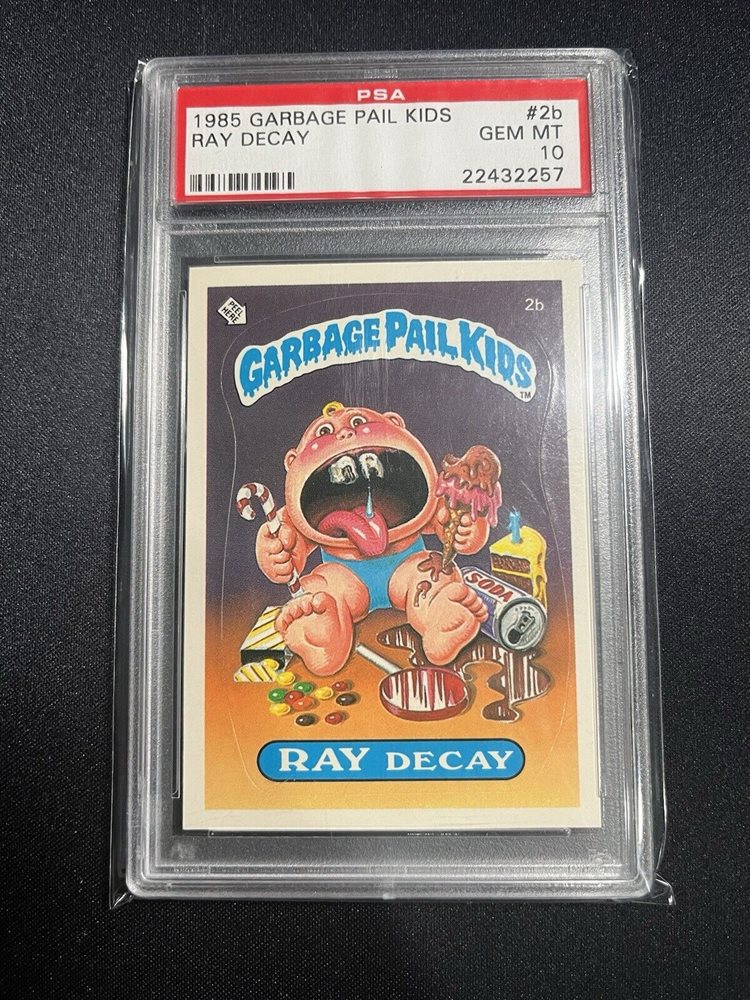 PSA
1985 GARBAGE PAIL KIDS #2b
RAY DECAY GEM MT
10
22432257
PEEL
HERE
2b
GARBAGE PAIL KIDS
TM
SODA
RAY DECAY